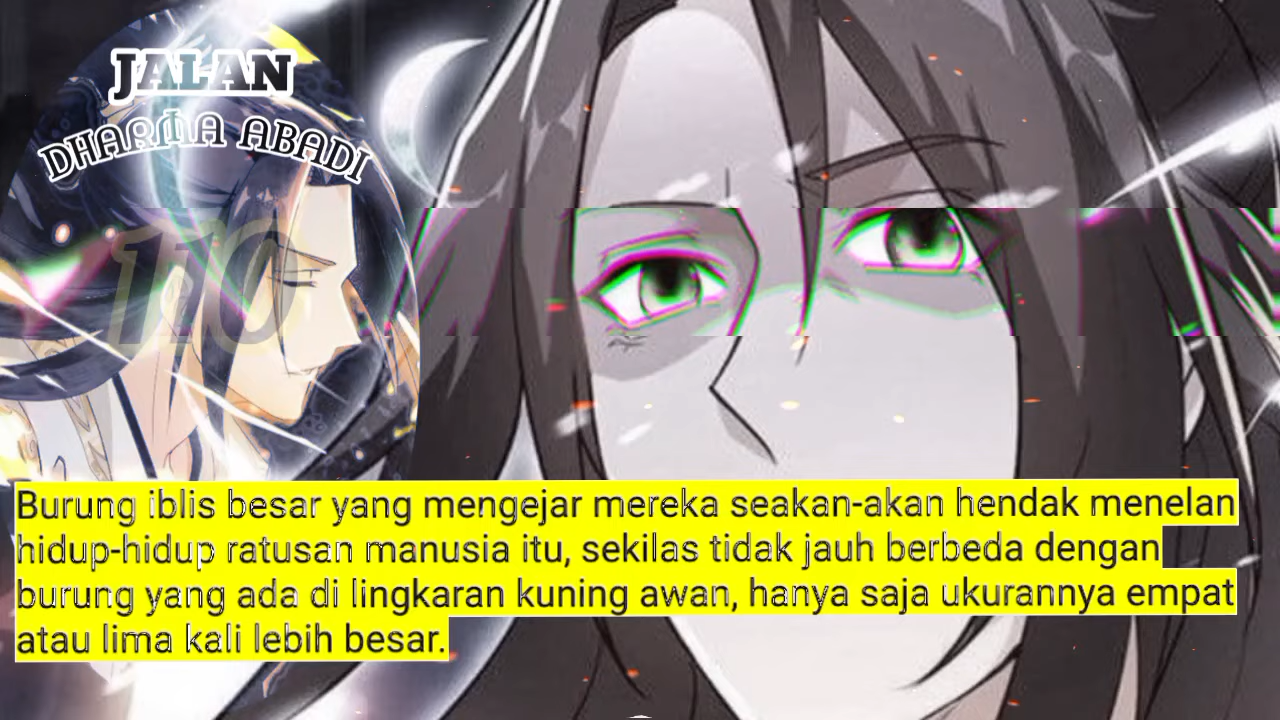 JALAN
DHARMA ABADI
110
Burung iblis besar yang mengejar mereka seakan-akan hendak menelan
hidup-hidup ratusan manusia itu, sekilas tidak jauh berbeda dengan
burung yang ada di lingkaran kuning awan, hanya saja ukurannya empat
atau lima kali lebih besar.